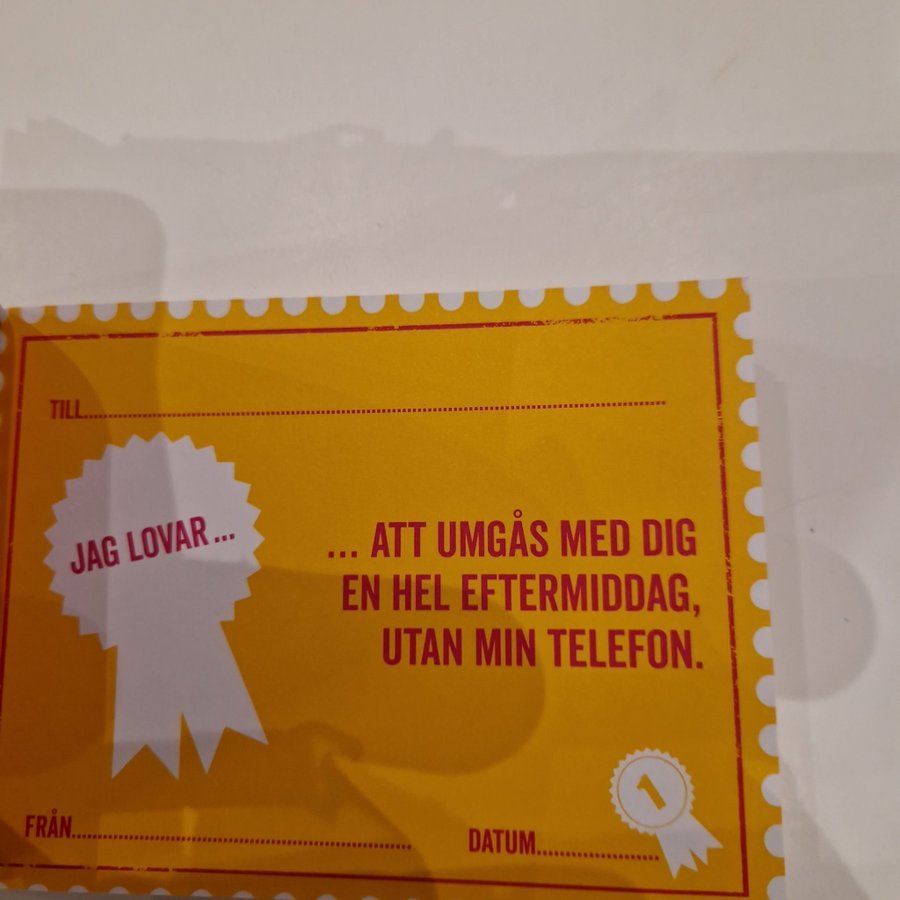 TILL
JAG LOVAR...
... ATT UMGÅS MED DIG
EN HEL EFTERMIDDAG,
UTAN MIN TELEFON.
1
FRÅN
DATUM